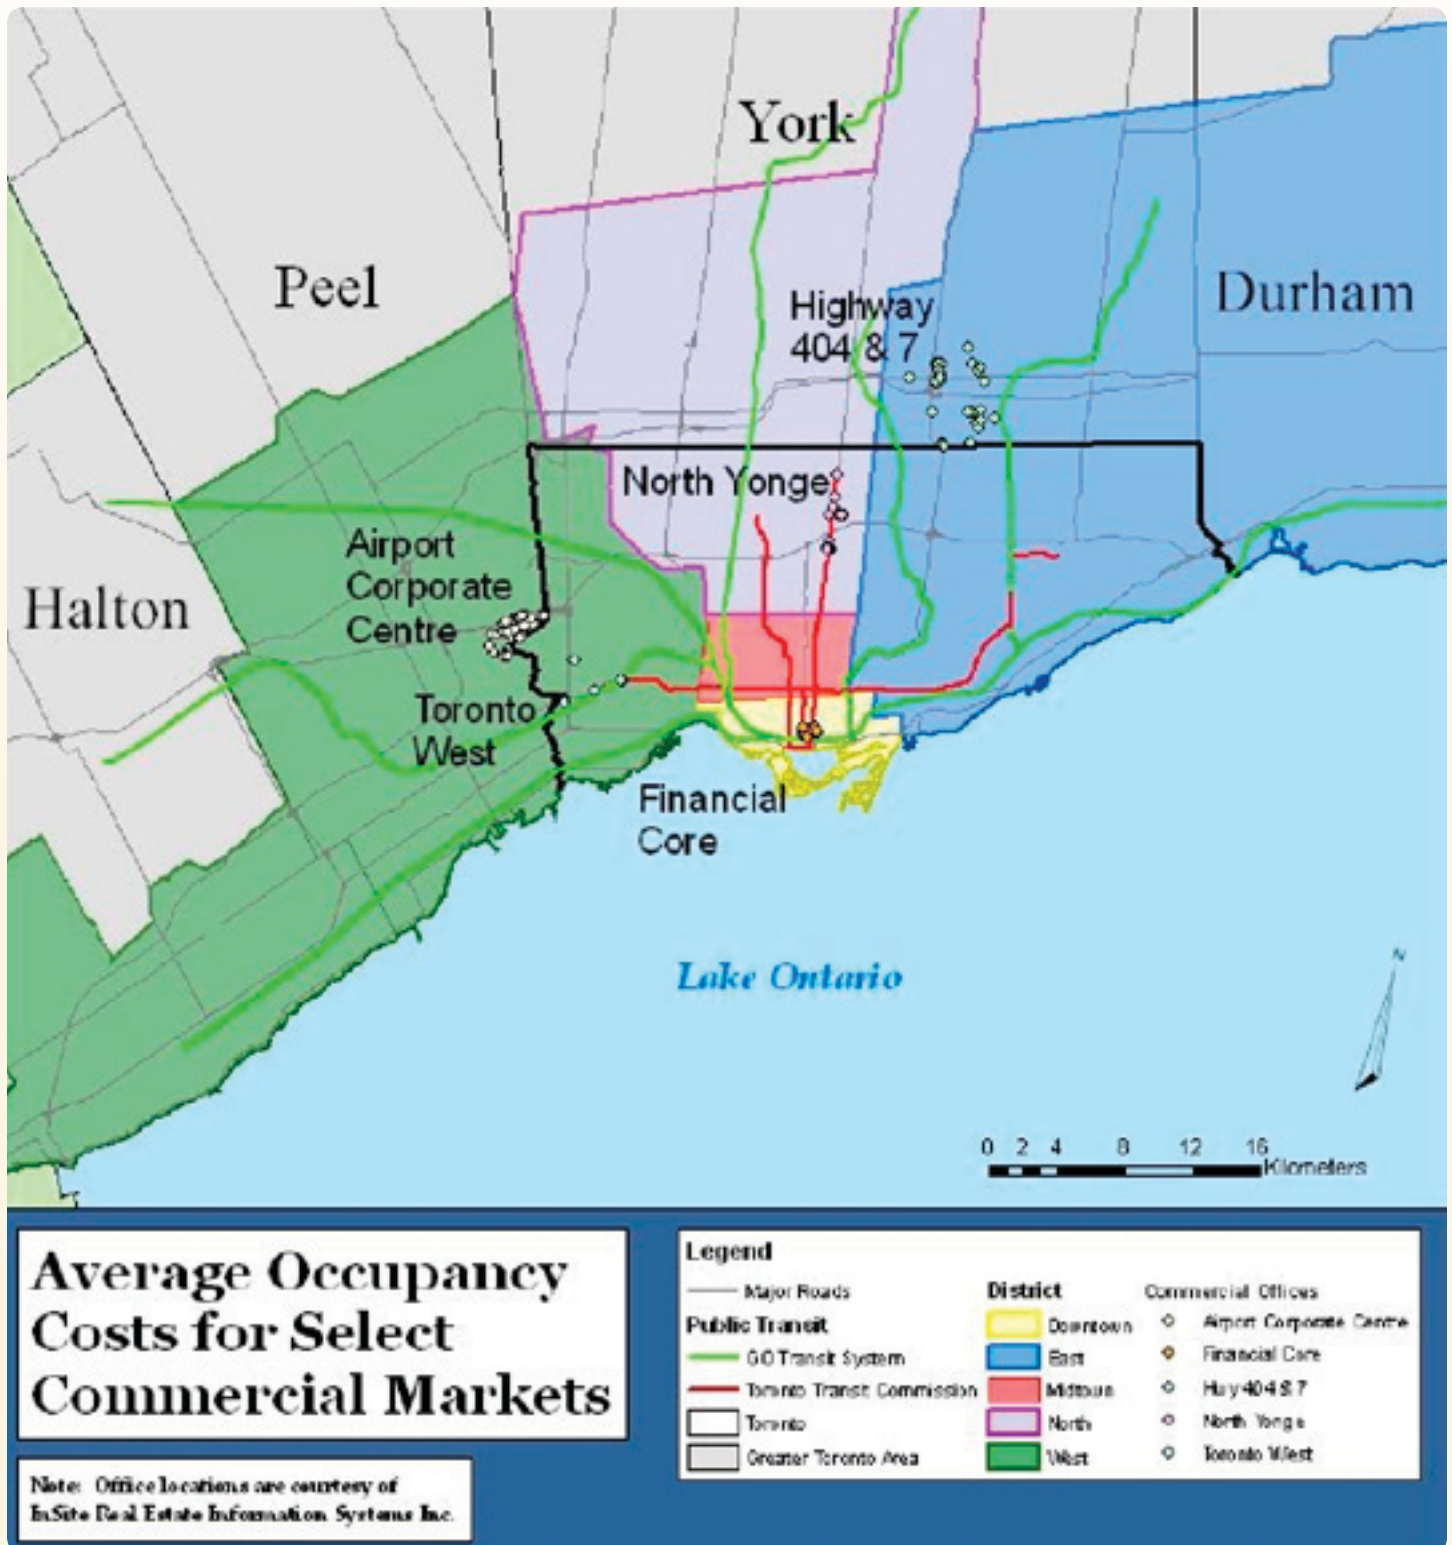 York
Peel
Highway
404 & 7
Durham
North Yonge
Airport
Corporate
Centre
Halton
Toronto
West
Financial
Core
Lake Ontario
N
0 2 4 8 12 16
Kilometers
Average Occupancy
Costs for Select
Commercial Markets
Note: Office locations are courtesy of
InSite Real Estate Information Systems Inc.
Legend
Major Roads
Public Transit
GO Transit System
Toronto Transit Commission
Toronto
Greater Toronto Area
District
Downtown
East
Midtown
North
West
Commercial Offices
Airport Corporate Centre
Financial Core
Hwy 404 & 7
North Yonge
Toronto West